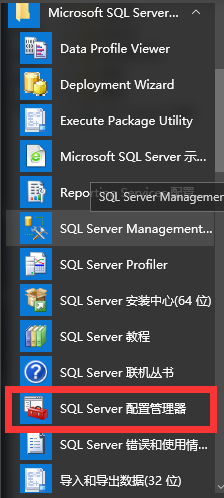 Microsoft SQL Server...
Data Profile Viewer
Deployment Wizard
Execute Package Utility
Microsoft SQL Server 示...
Reporting Services 配置
SQL Server Managemen
SQL Server Management...
SQL Server Profiler
SQL Server 安装中心(64 位)
SQL Server 教程
SQL Server 联机丛书
SQL Server 配置管理器
SQL Server 错误和使用情...
导入和导出数据(32 位)